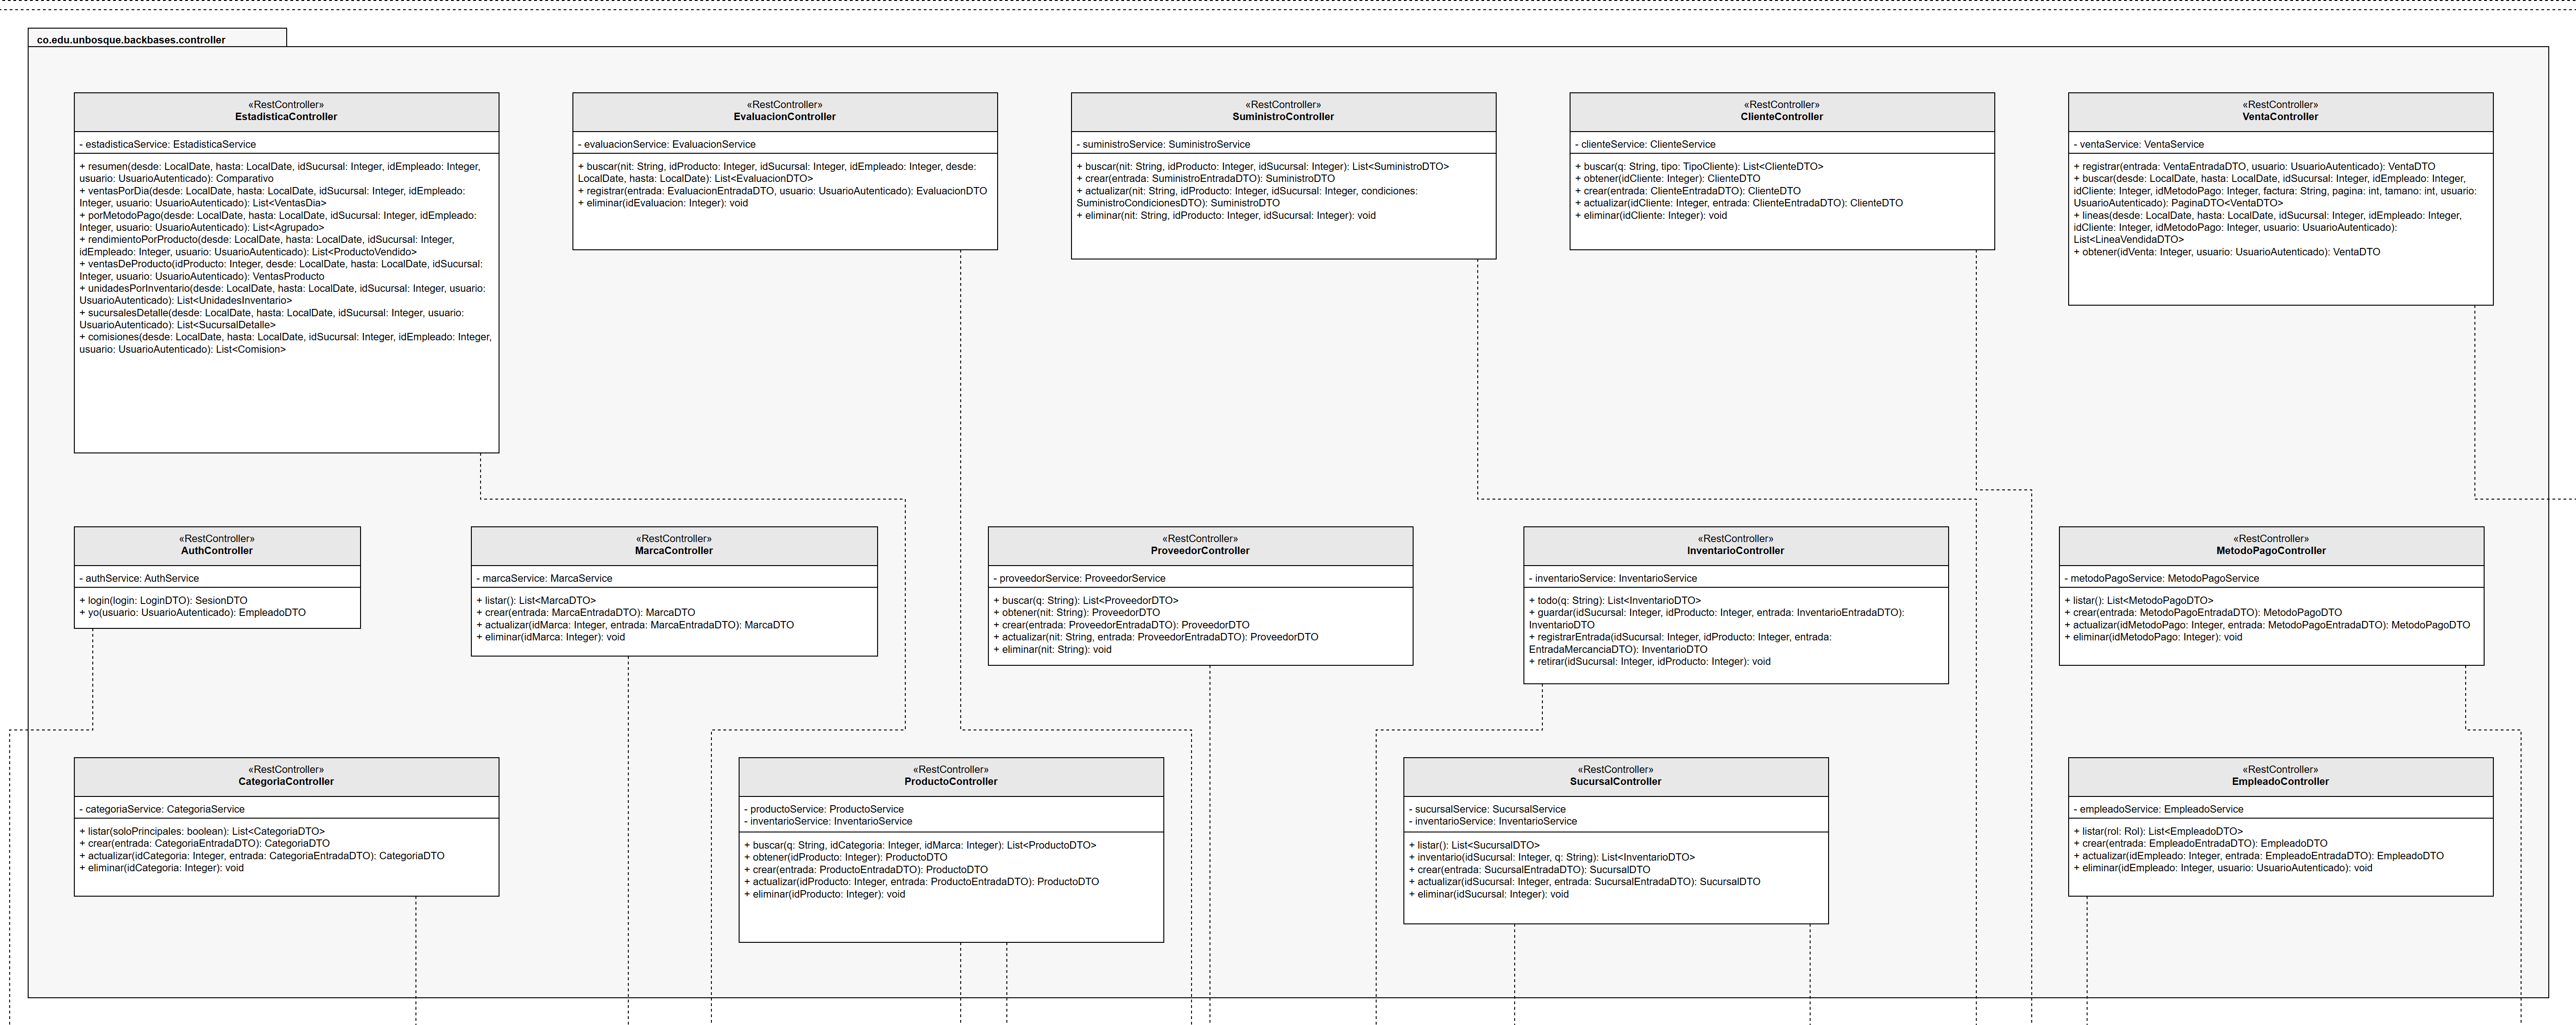 co.edu.unbosque.backbases.controller
«RestController»
EstadisticaController
- estadisticaService: EstadisticaService
+ resumen(desde: LocalDate, hasta: LocalDate, idSucursal: Integer, idEmpleado: Integer,
usuario: UsuarioAutenticado): Comparativo
+ ventasPorDia(desde: LocalDate, hasta: LocalDate, idSucursal: Integer, idEmpleado:
Integer, usuario: UsuarioAutenticado): List<VentasDia>
+ porMetodoPago(desde: LocalDate, hasta: LocalDate, idSucursal: Integer, idEmpleado:
Integer, usuario: UsuarioAutenticado): List<Agrupado>
+ rendimientoPorProducto(desde: LocalDate, hasta: LocalDate, idSucursal: Integer,
idEmpleado: Integer, usuario: UsuarioAutenticado): List<ProductoVendido>
+ ventasDeProducto(idProducto: Integer, desde: LocalDate, hasta: LocalDate, idSucursal:
Integer, usuario: UsuarioAutenticado): VentasProducto
+ unidadesPorInventario(desde: LocalDate, hasta: LocalDate, idSucursal: Integer, usuario:
UsuarioAutenticado): List<UnidadesInventario>
+ sucursalesDetalle(desde: LocalDate, hasta: LocalDate, idSucursal: Integer, usuario:
UsuarioAutenticado): List<SucursalDetalle>
+ comisiones(desde: LocalDate, hasta: LocalDate, idSucursal: Integer, idEmpleado: Integer,
usuario: UsuarioAutenticado): List<Comision>
«RestController»
EvaluacionController
- evaluacionService: EvaluacionService
+ buscar(nit: String, idProducto: Integer, idSucursal: Integer, idEmpleado: Integer, desde:
LocalDate, hasta: LocalDate): List<EvaluacionDTO>
+ registrar(entrada: EvaluacionEntradaDTO, usuario: UsuarioAutenticado): EvaluacionDTO
+ eliminar(idEvaluacion: Integer): void
«RestController»
SuministroController
- suministroService: SuministroService
+ buscar(nit: String, idProducto: Integer, idSucursal: Integer): List<SuministroDTO>
+ crear(entrada: SuministroEntradaDTO): SuministroDTO
+ actualizar(nit: String, idProducto: Integer, idSucursal: Integer, condiciones:
SuministroCondicionesDTO): SuministroDTO
+ eliminar(nit: String, idProducto: Integer, idSucursal: Integer): void
«RestController»
ClienteController
- clienteService: ClienteService
+ buscar(q: String, tipo: TipoCliente): List<ClienteDTO>
+ obtener(idCliente: Integer): ClienteDTO
+ crear(entrada: ClienteEntradaDTO): ClienteDTO
+ actualizar(idCliente: Integer, entrada: ClienteEntradaDTO): ClienteDTO
+ eliminar(idCliente: Integer): void
«RestController»
VentaController
- ventaService: VentaService
+ registrar(entrada: VentaEntradaDTO, usuario: UsuarioAutenticado): VentaDTO
+ buscar(desde: LocalDate, hasta: LocalDate, idSucursal: Integer, idEmpleado: Integer,
idCliente: Integer, idMetodoPago: Integer, factura: String, pagina: int, tamano: int, usuario:
UsuarioAutenticado): PaginaDTO<VentaDTO>
+ lineas(desde: LocalDate, hasta: LocalDate, idSucursal: Integer, idEmpleado: Integer,
idCliente: Integer, idMetodoPago: Integer, usuario: UsuarioAutenticado):
List<LineaVendidaDTO>
+ obtener(idVenta: Integer, usuario: UsuarioAutenticado): VentaDTO
«RestController»
AuthController
- authService: AuthService
+ login(login: LoginDTO): SesionDTO
+ yo(usuario: UsuarioAutenticado): EmpleadoDTO
«RestController»
MarcaController
- marcaService: MarcaService
+ listar(): List<MarcaDTO>
+ crear(entrada: MarcaEntradaDTO): MarcaDTO
+ actualizar(idMarca: Integer, entrada: MarcaEntradaDTO): MarcaDTO
+ eliminar(idMarca: Integer): void
«RestController»
ProveedorController
- proveedorService: ProveedorService
+ buscar(q: String): List<ProveedorDTO>
+ obtener(nit: String): ProveedorDTO
+ crear(entrada: ProveedorEntradaDTO): ProveedorDTO
+ actualizar(nit: String, entrada: ProveedorEntradaDTO): ProveedorDTO
+ eliminar(nit: String): void
«RestController»
InventarioController
- inventarioService: InventarioService
+ todo(q: String): List<InventarioDTO>
+ guardar(idSucursal: Integer, idProducto: Integer, entrada: InventarioEntradaDTO):
InventarioDTO
+ registrarEntrada(idSucursal: Integer, idProducto: Integer, entrada:
EntradaMercanciaDTO): InventarioDTO
+ retirar(idSucursal: Integer, idProducto: Integer): void
«RestController»
MetodoPagoController
- metodoPagoService: MetodoPagoService
+ listar(): List<MetodoPagoDTO>
+ crear(entrada: MetodoPagoEntradaDTO): MetodoPagoDTO
+ actualizar(idMetodoPago: Integer, entrada: MetodoPagoEntradaDTO): MetodoPagoDTO
+ eliminar(idMetodoPago: Integer): void
«RestController»
CategoriaController
- categoriaService: CategoriaService
+ listar(soloPrincipales: boolean): List<CategoriaDTO>
+ crear(entrada: CategoriaEntradaDTO): CategoriaDTO
+ actualizar(idCategoria: Integer, entrada: CategoriaEntradaDTO): CategoriaDTO
+ eliminar(idCategoria: Integer): void
«RestController»
ProductoController
- productoService: ProductoService
- inventarioService: InventarioService
+ buscar(q: String, idCategoria: Integer, idMarca: Integer): List<ProductoDTO>
+ obtener(idProducto: Integer): ProductoDTO
+ crear(entrada: ProductoEntradaDTO): ProductoDTO
+ actualizar(idProducto: Integer, entrada: ProductoEntradaDTO): ProductoDTO
+ eliminar(idProducto: Integer): void
«RestController»
SucursalController
- sucursalService: SucursalService
- inventarioService: InventarioService
+ listar(): List<SucursalDTO>
+ inventario(idSucursal: Integer, q: String): List<InventarioDTO>
+ crear(entrada: SucursalEntradaDTO): SucursalDTO
+ actualizar(idSucursal: Integer, entrada: SucursalEntradaDTO): SucursalDTO
+ eliminar(idSucursal: Integer): void
«RestController»
EmpleadoController
- empleadoService: EmpleadoService
+ listar(rol: Rol): List<EmpleadoDTO>
+ crear(entrada: EmpleadoEntradaDTO): EmpleadoDTO
+ actualizar(idEmpleado: Integer, entrada: EmpleadoEntradaDTO): EmpleadoDTO
+ eliminar(idEmpleado: Integer, usuario: UsuarioAutenticado): void